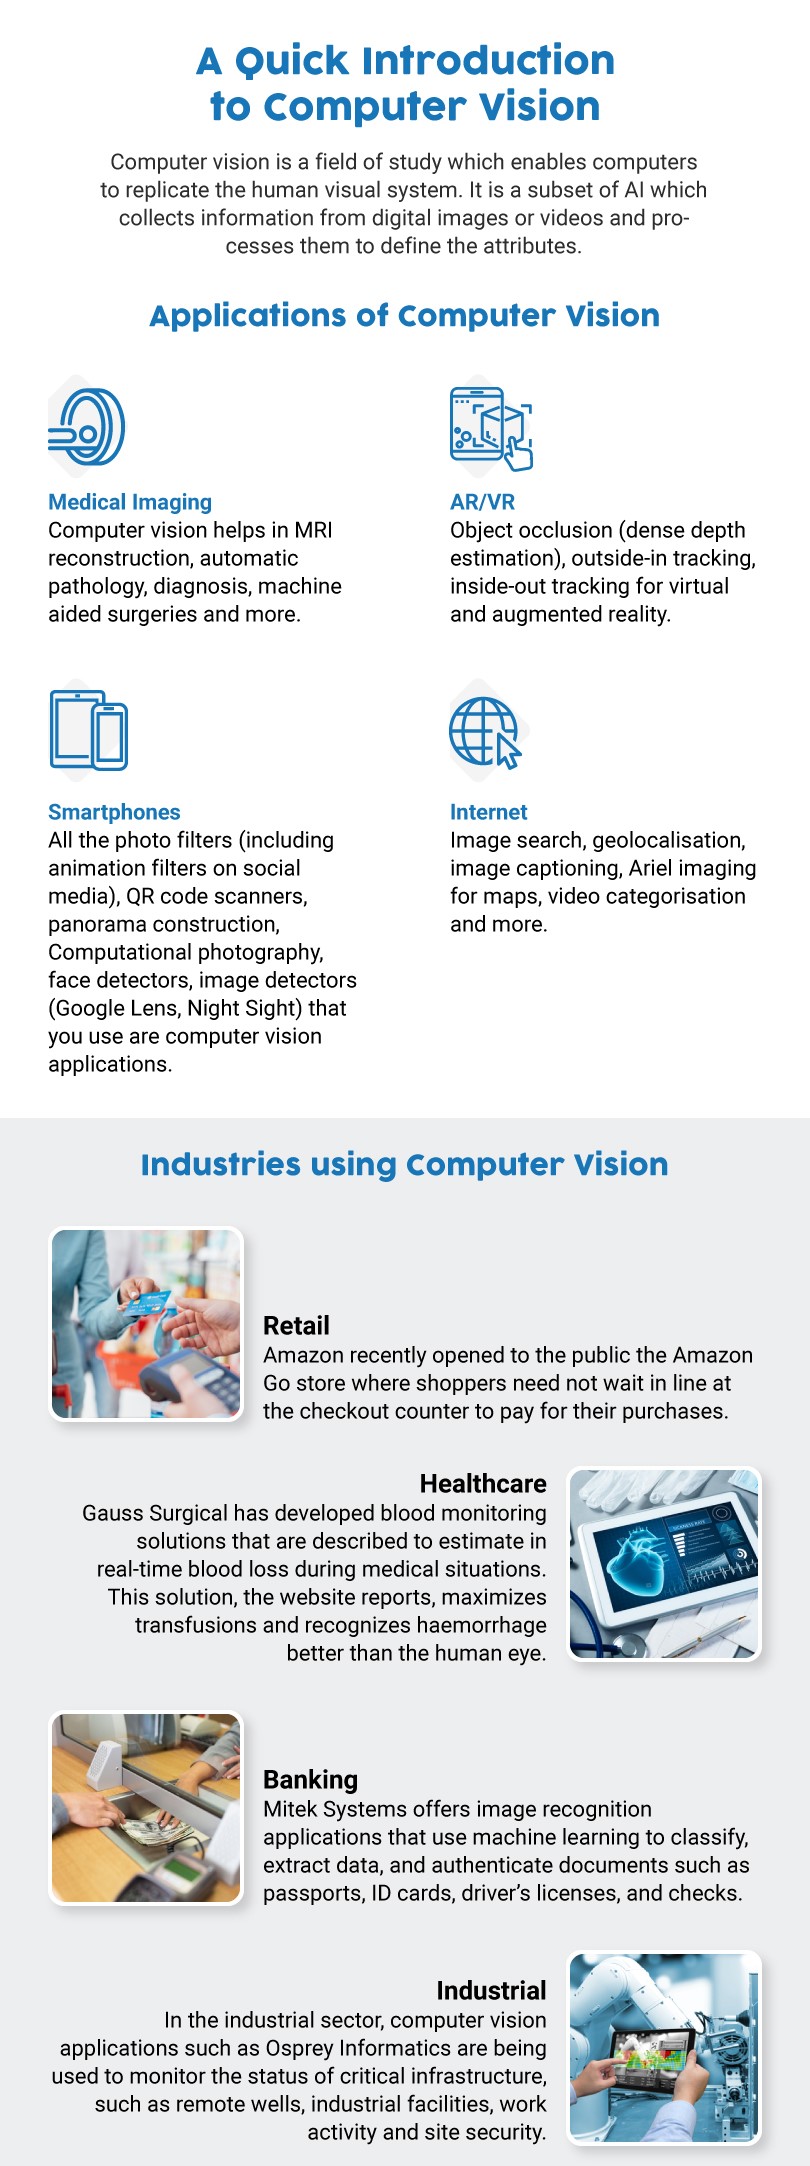 A Quick Introduction
to Computer Vision
Computer vision is a field of study which enables computers
to replicate the human visual system. It is a subset of AI which
collects information from digital images or videos and pro-
cesses them to define the attributes.
Applications of Computer Vision
Medical Imaging
Computer vision helps in MRI
reconstruction, automatic
pathology, diagnosis, machine
aided surgeries and more.
AR/VR
Object occlusion (dense depth
estimation), outside-in tracking,
inside-out tracking for virtual
and augmented reality.
Smartphones
All the photo filters (including
animation filters on social
media), QR code scanners,
panorama construction,
Computational photography,
face detectors, image detectors
(Google Lens, Night Sight) that
you use are computer vision
applications.
Internet
Image search, geolocalisation,
image captioning, Ariel imaging
for maps, video categorisation
and more.
Industries using Computer Vision
Retail
Amazon recently opened to the public the Amazon
Go store where shoppers need not wait in line at
the checkout counter to pay for their purchases.
Healthcare
Gauss Surgical has developed blood monitoring
solutions that are described to estimate in
real-time blood loss during medical situations.
This solution, the website reports, maximizes
transfusions and recognizes haemorrhage
better than the human eye.
Banking
Mitek Systems offers image recognition
applications that use machine learning to classify,
extract data, and authenticate documents such as
passports, ID cards, driver’s licenses, and checks.
Industrial
In the industrial sector, computer vision
applications such as Osprey Informatics are being
used to monitor the status of critical infrastructure,
such as remote wells, industrial facilities, work
activity and site security.